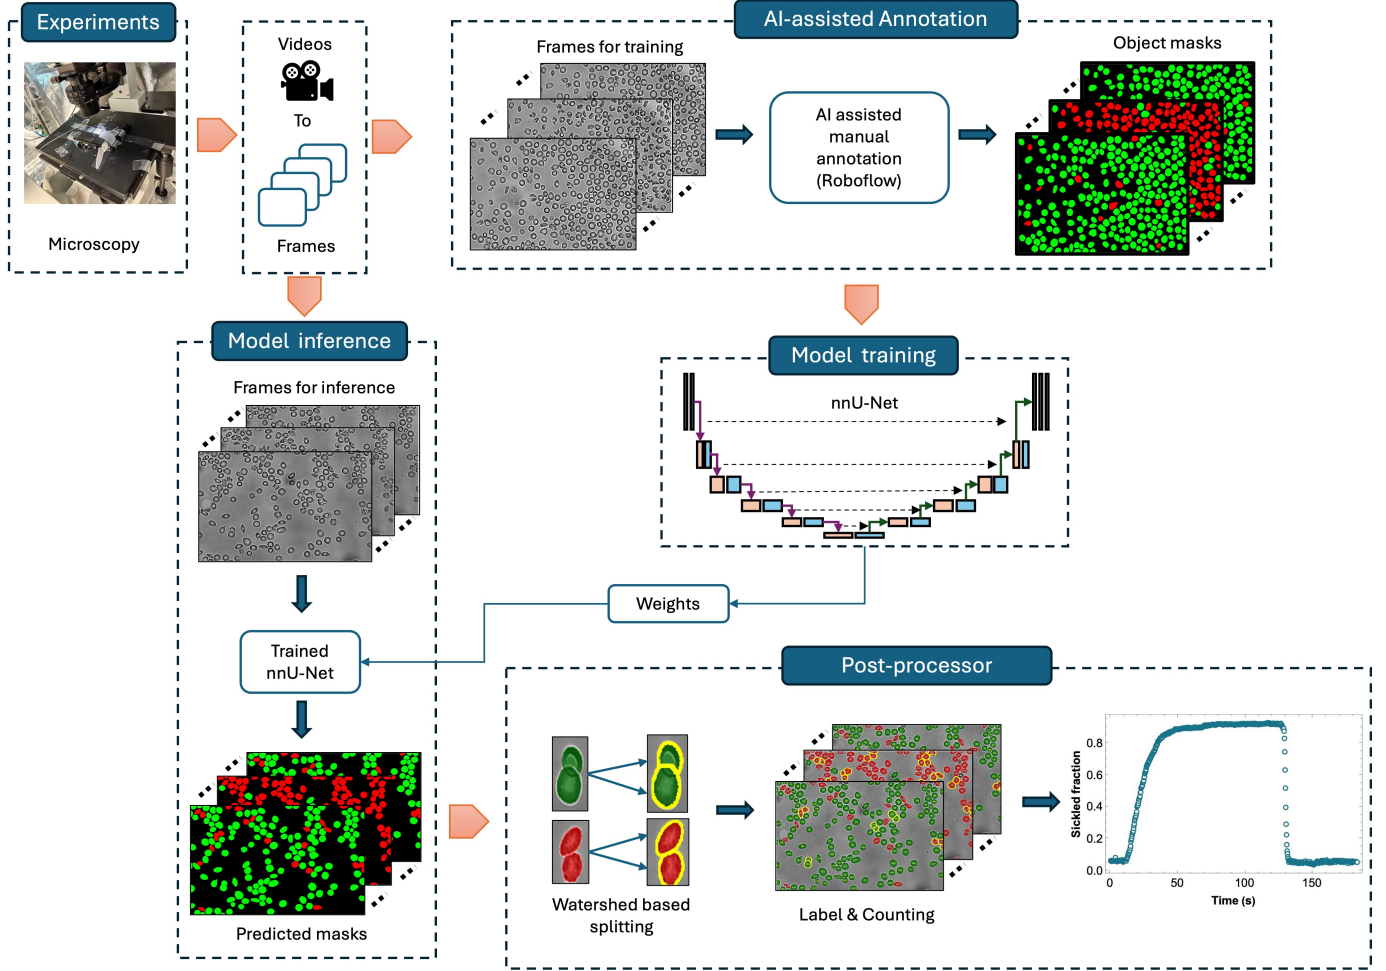 Experiments
Microscopy
Videos
To
Frames
AI-assisted Annotation
Frames for training
AI assisted
manual
annotation
(Roboflow)
Object masks
Model inference
Frames for inference
Trained
nnU-Net
Predicted masks
Model training
nnU-Net
Weights
Post-processor
Watershed based
splitting
Label & Counting
Sickled fraction
0.8
0.6
0.4
0.2
0.0
0 50 100 150
Time (s)